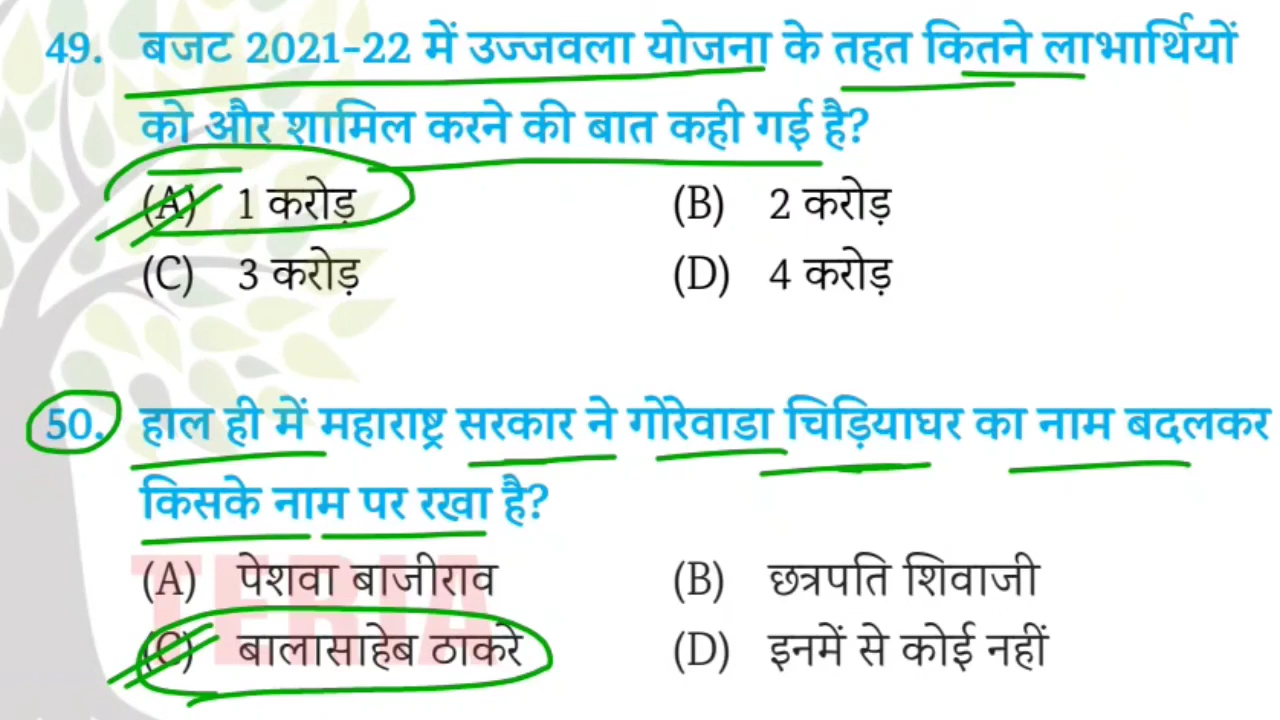 49. बजट 2021-22 में उज्जवला योजना के तहत कितने लाभार्थियों
को और शामिल करने की बात कही गई है?
(A) 1 करोड़ (B) 2 करोड़
(C) 3 करोड़ (D) 4 करोड़
50. हाल ही में महाराष्ट्र सरकार ने गोरेवाडा चिड़ियाघर का नाम बदलकर
किसके नाम पर रखा है?
(A) पेशवा बाजीराव (B) छत्रपति शिवाजी
TERIA
(C) बालासाहेब ठाकरे (D) इनमें से कोई नहीं